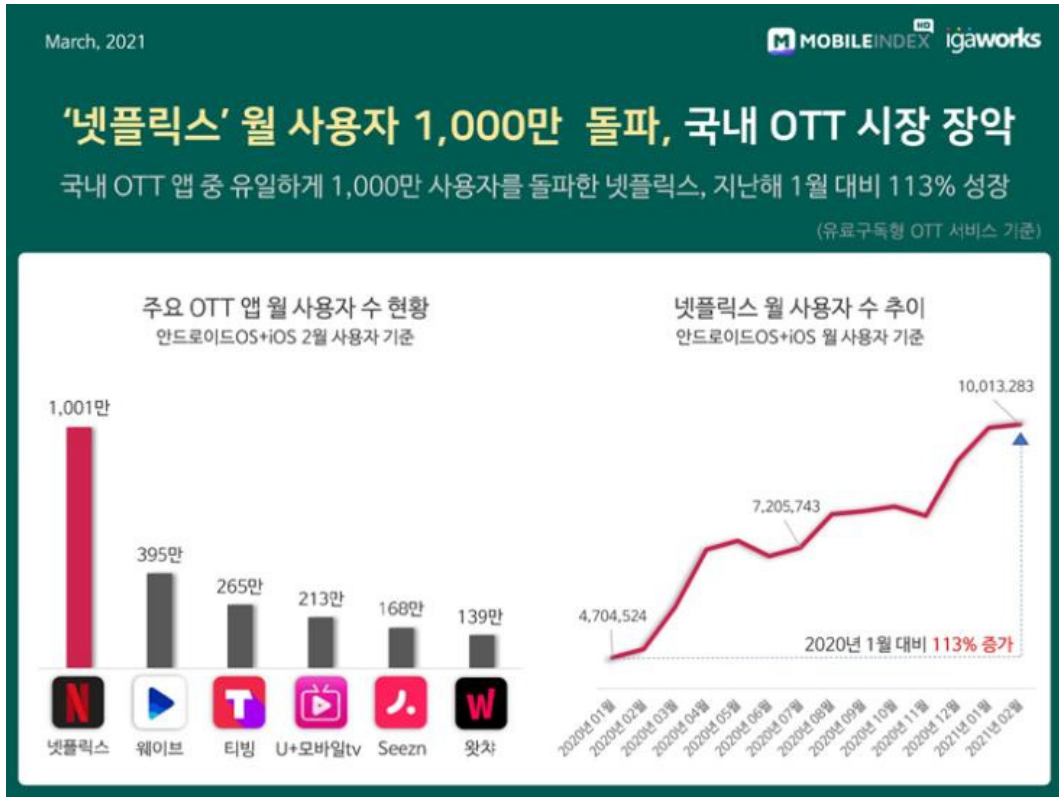 March, 2021
MOBILEINDEX HD igaworks
‘넷플릭스’ 월 사용자 1,000만 돌파, 국내 OTT 시장 장악
국내 OTT 앱 중 유일하게 1,000만 사용자를 돌파한 넷플릭스, 지난해 1월 대비 113% 성장
(유료구독형 OTT 서비스 기준)
주요 OTT 앱 월 사용자 수 현황
안드로이드OS+iOS 2월 사용자 기준
1,001만
395만
265만
213만
168만
139만
넷플릭스
웨이브
티빙
U+모바일tv
Seezn
왓챠
넷플릭스 월 사용자 수 추이
안드로이드OS+iOS 월 사용자 기준
10,013,283
7,205,743
4,704,524
2020년 1월 대비 113% 증가
2020년 01월
2020년 02월
2020년 03월
2020년 04월
2020년 05월
2020년 06월
2020년 07월
2020년 08월
2020년 09월
2020년 10월
2020년 11월
2020년 12월
2021년 01월
2021년 02월